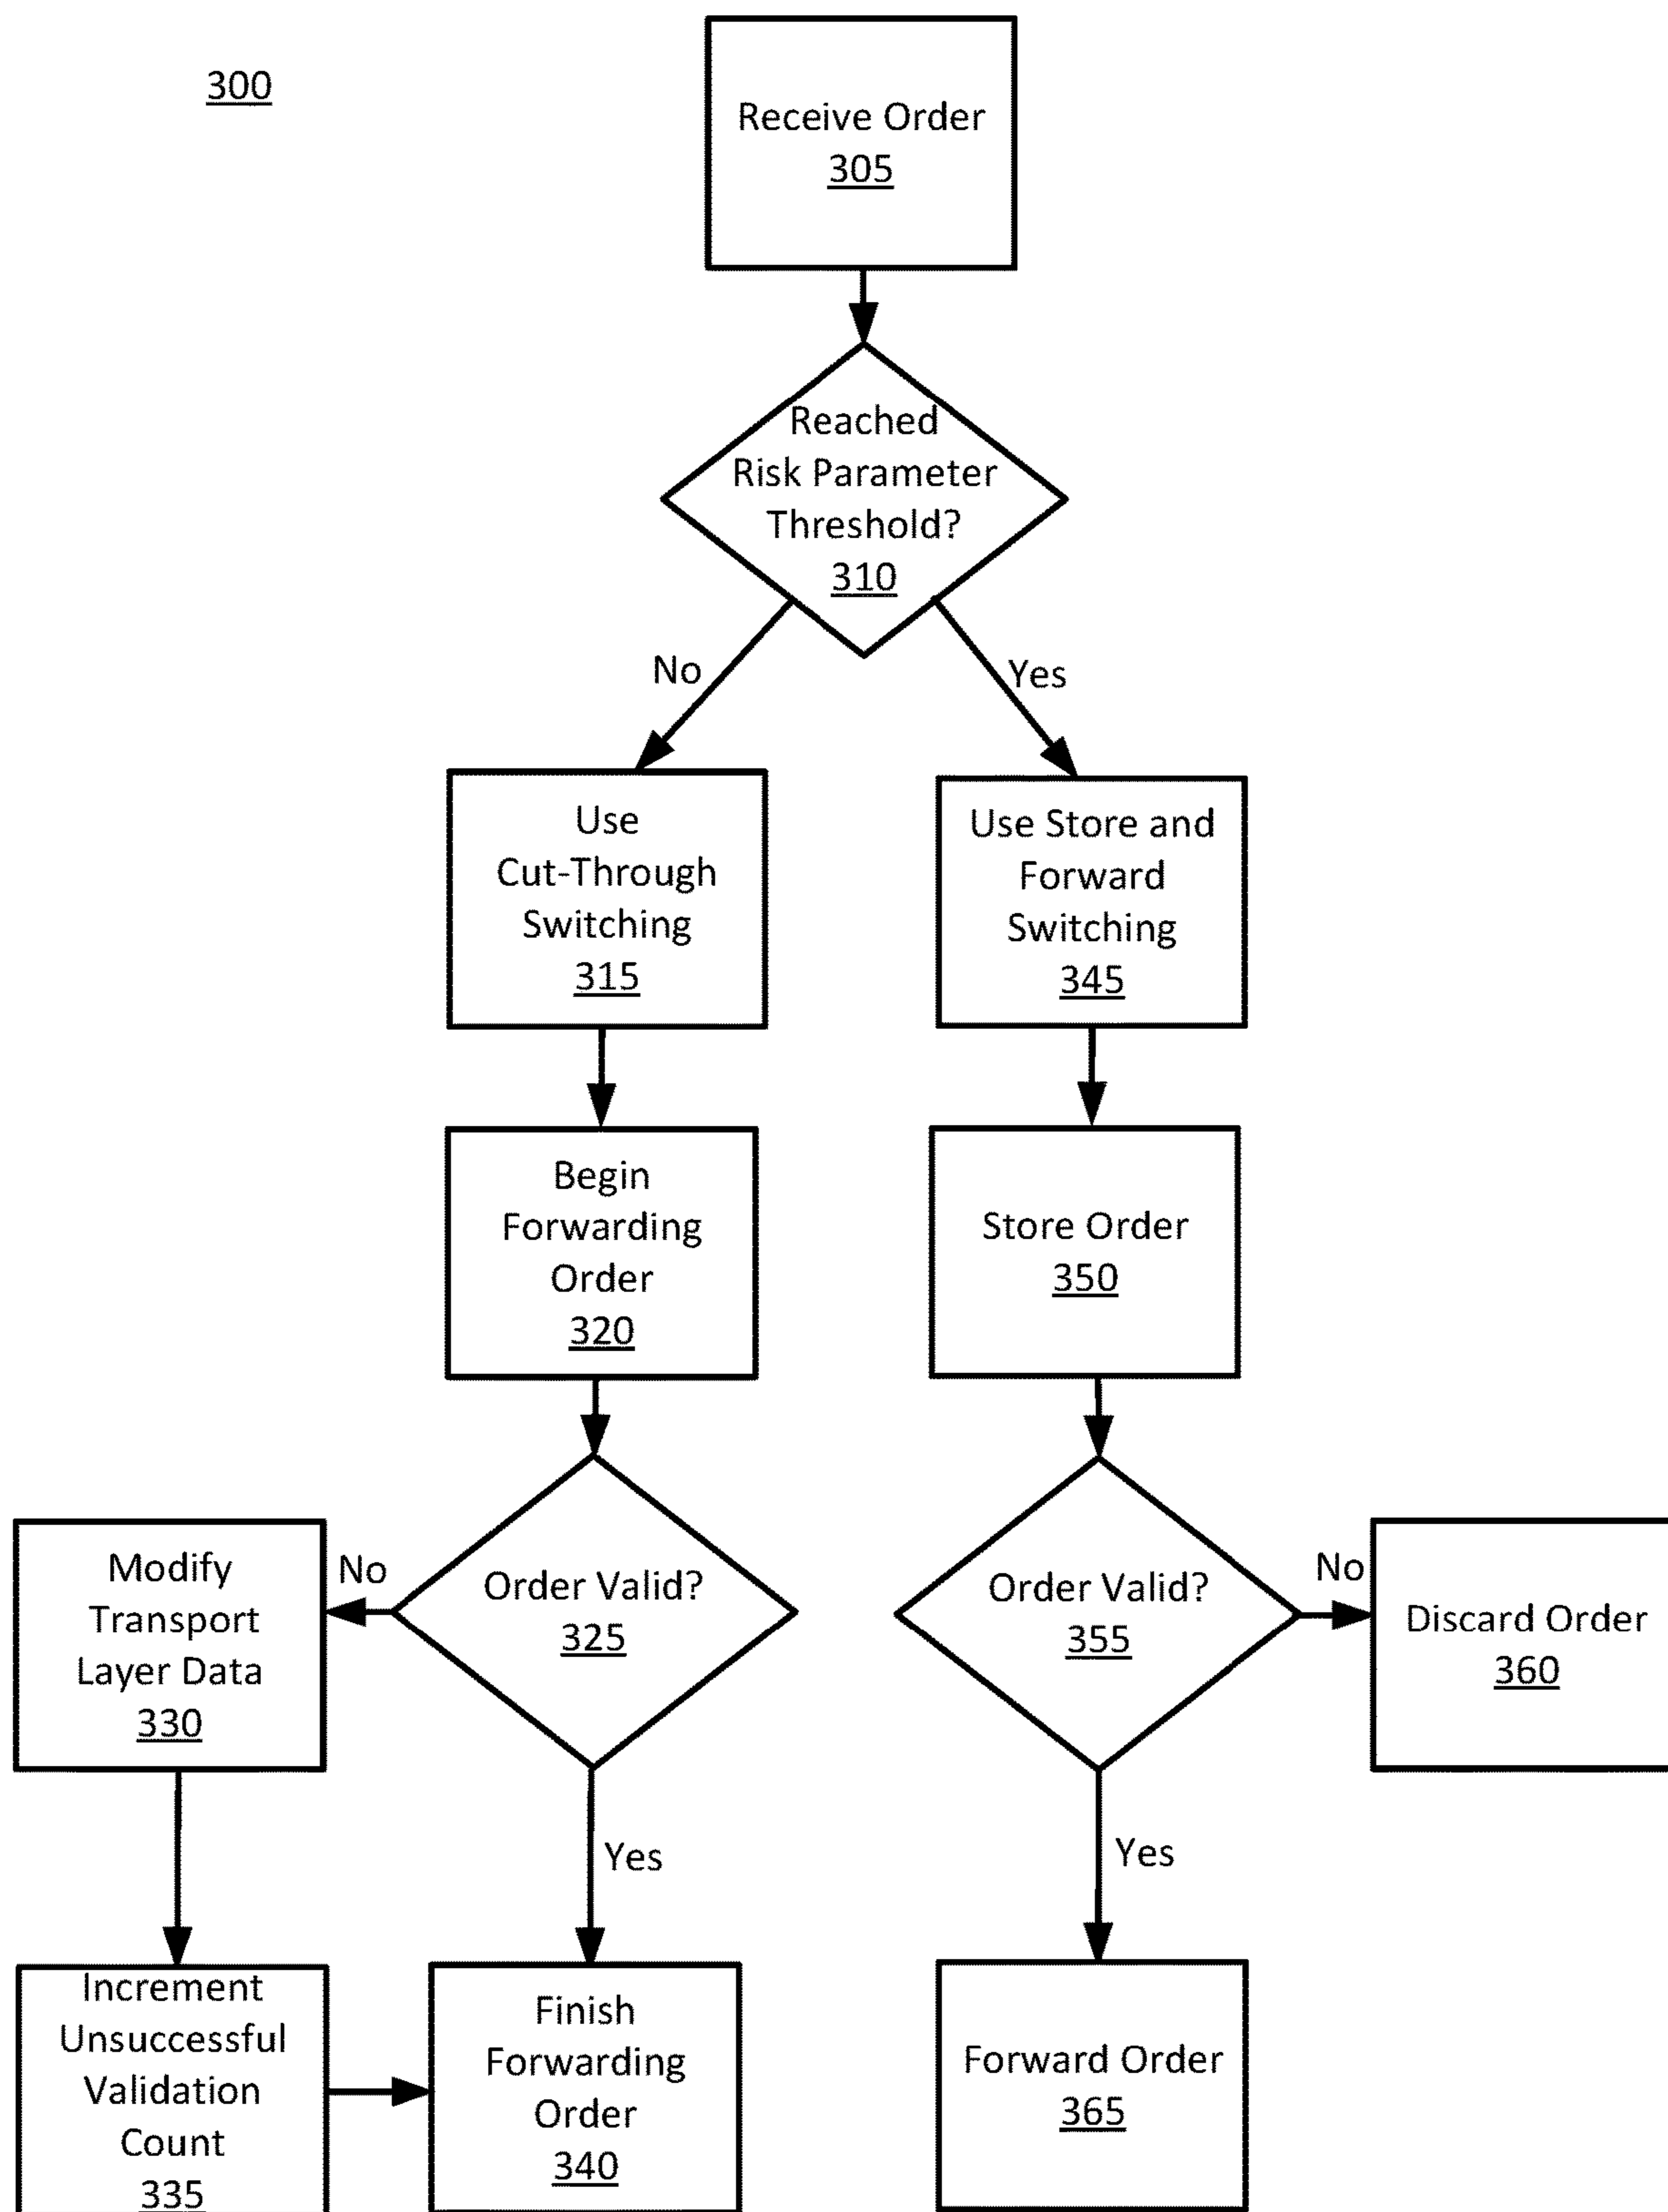 300
Receive Order
305
Reached
Risk Parameter
Threshold?
310
No
Yes
Use
Cut-Through
Switching
315
Use Store and
Forward
Switching
345
Begin
Forwarding
Order
320
Store Order
350
Modify
Transport
Layer Data
330
No
Order Valid?
325
Order Valid?
355
No
Discard Order
360
Yes
Yes
Increment
Unsuccessful
Validation
Count
335
Finish
Forwarding
Order
340
Forward Order
365